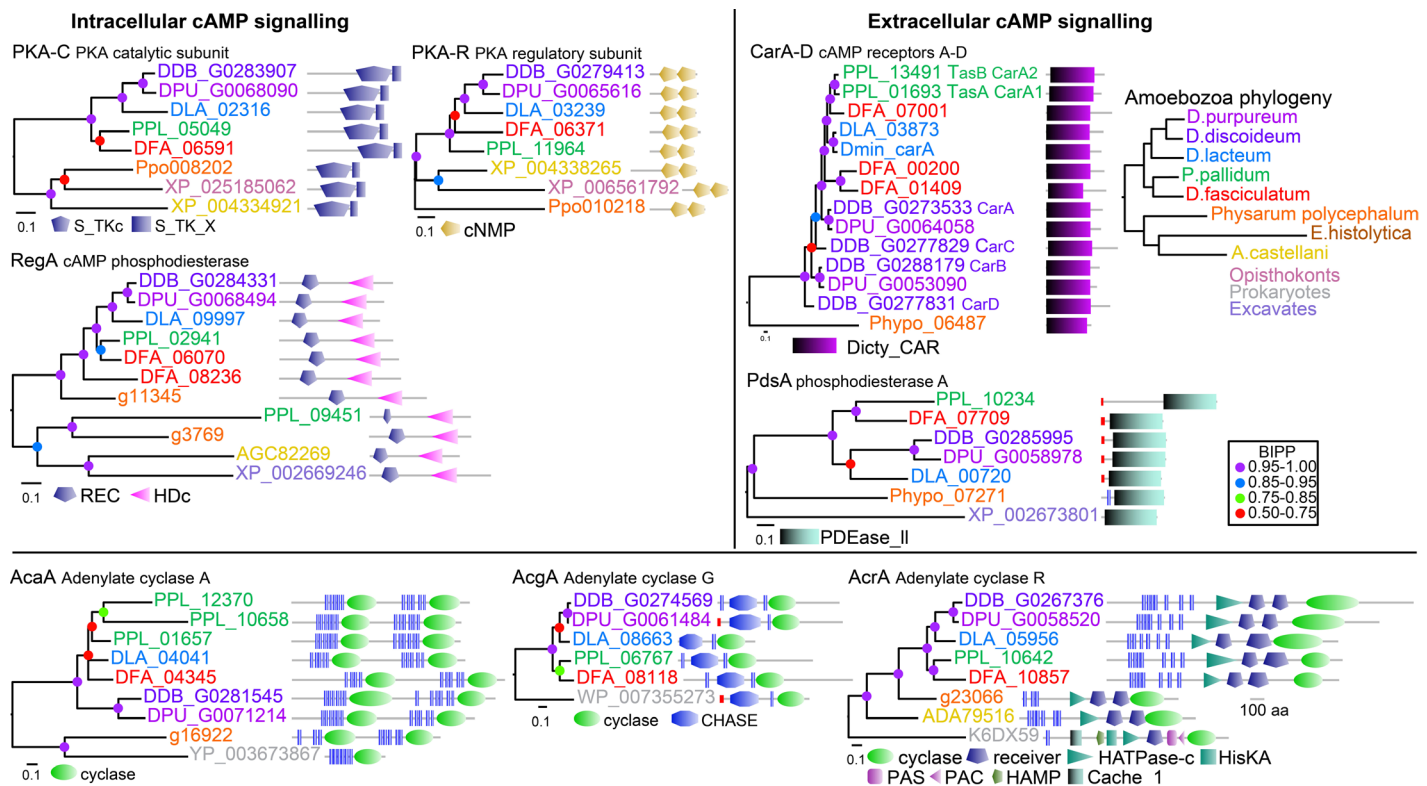 Intracellular cAMP signalling
PKA-C PKA catalytic subunit
DDB_G0283907
DPU_G0068090
DLA_02316
PPL_05049
DFA_06591
Ppo008202
XP_025185062
XP_004334921
0.1
S_TKc
S_TK_X
PKA-R PKA regulatory subunit
DDB_G0279413
DPU_G0065616
DLA_03239
DFA_06371
PPL_11964
XP_004338265
XP_006561792
Ppo010218
0.1
cNMP
RegA cAMP phosphodiesterase
DDB_G0284331
DPU_G0068494
DLA_09997
PPL_02941
DFA_06070
DFA_08236
g11345
PPL_09451
g3769
AGC82269
XP_002669246
0.1
REC
HDc
Extracellular cAMP signalling
CarA-D cAMP receptors A-D
PPL_13491 TasB CarA2
PPL_01693 TasA CarA1
DFA_07001
DLA_03873
Dmin_carA
DFA_00200
DFA_01409
DDB_G0273533 CarA
DPU_G0064058
DDB_G0277829 CarC
DDB_G0288179 CarB
DPU_G0053090
DDB_G0277831 CarD
Phypo_06487
0.1
Dicty_CAR
Amoebozoa phylogeny
D.purpureum
D.discoideum
D.lacteum
P.pallidum
D.fasciculatum
Physarum polycephalum
E.histolytica
A.castellani
Opisthokonts
Prokaryotes
Excavates
PdsA phosphodiesterase A
PPL_10234
DFA_07709
DDB_G0285995
DPU_G0058978
DLA_00720
Phypo_07271
XP_002673801
0.1
PDEase_II
BIPP
0.95-1.00
0.85-0.95
0.75-0.85
0.50-0.75
AcaA Adenylate cyclase A
PPL_12370
PPL_10658
PPL_01657
DLA_04041
DFA_04345
DDB_G0281545
DPU_G0071214
g16922
YP_003673867
0.1
cyclase
AcgA Adenylate cyclase G
DDB_G0274569
DPU_G0061484
DLA_08663
PPL_06767
DFA_08118
WP_007355273
0.1
cyclase
CHASE
AcrA Adenylate cyclase R
DDB_G0267376
DPU_G0058520
DLA_05956
PPL_10642
DFA_10857
g23066
ADA79516
K6DX59
100 aa
0.1
cyclase
receiver
HATPase-c
HisKA
PAS
PAC
HAMP
Cache_1